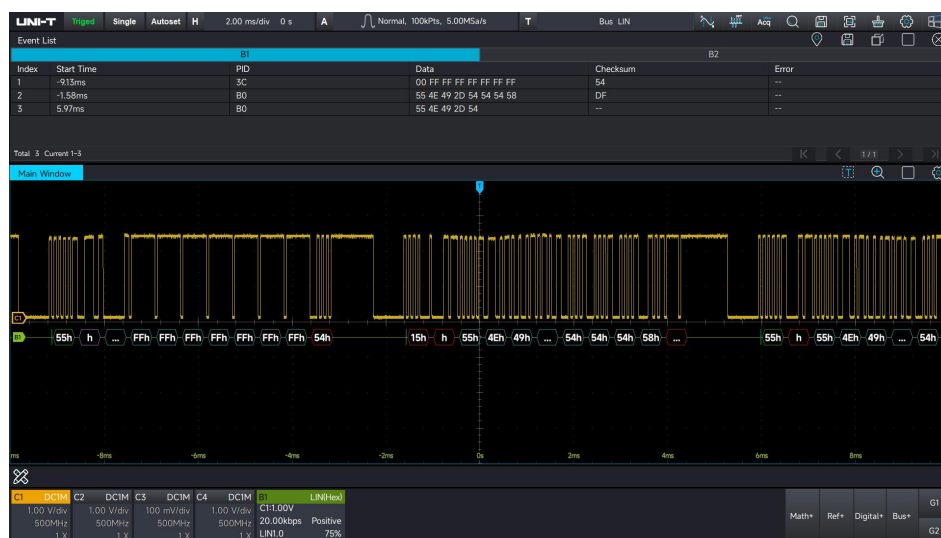 UNI-T Triged Single Autoset H 2.00 ms/div 0 s A Normal, 100kPts, 5.00MSa/s T Bus LIN Acq
Event List
B1 B2
Index Start Time PID Data Checksum Error
1 -9.13ms 3C 00 FF FF FF FF FF FF FF 54 --
2 -1.58ms B0 55 4E 49 2D 54 54 54 58 DF --
3 5.97ms B0 55 4E 49 2D 54 -- --
Total 3 Current 1-3 1/1
Main Window T
T
C1
B1 55h h ... FFh FFh FFh FFh FFh FFh FFh 54h 15h h 55h 4Eh 49h ... 54h 54h 54h 58h ... 55h h 55h 4Eh 49h ... 54h
ms -8ms -6ms -4ms -2ms 0s 2ms 4ms 6ms 8ms
C1 DC1M C2 DC1M C3 DC1M C4 DC1M B1 LIN(Hex)
1.00 V/div 1.00 V/div 100 mV/div 1.00 V/div C1:1.00V
500MHz 500MHz 500MHz 500MHz 20.00kbps Positive
1 X 1 X 1 X 1 X LIN1.0 75%
Math+ Ref+ Digital+ Bus+ G1
G2